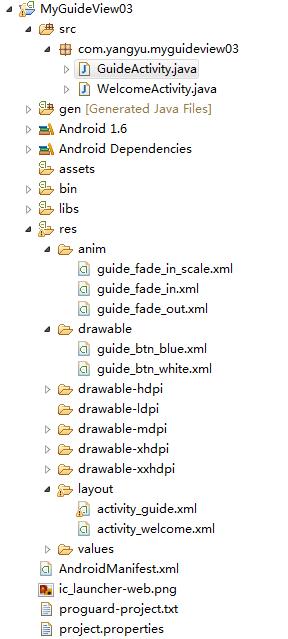 MyGuideView03
src
com.yangyu.myguideview03
GuideActivity.java
WelcomeActivity.java
gen [Generated Java Files]
Android 1.6
Android Dependencies
assets
bin
libs
res
anim
guide_fade_in_scale.xml
guide_fade_in.xml
guide_fade_out.xml
drawable
guide_btn_blue.xml
guide_btn_white.xml
drawable-hdpi
drawable-ldpi
drawable-mdpi
drawable-xhdpi
drawable-xxhdpi
layout
activity_guide.xml
activity_welcome.xml
values
AndroidManifest.xml
ic_launcher-web.png
proguard-project.txt
project.properties